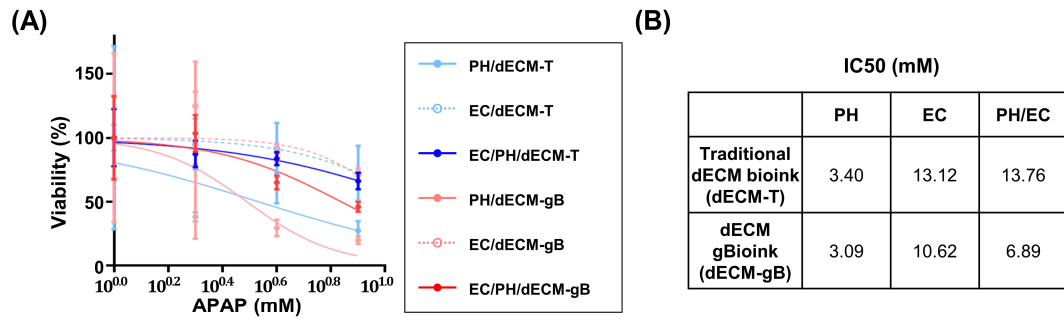 (A)
Viability (%)
150
100
50
0
10^0.0 10^0.2 10^0.4 10^0.6 10^0.8 10^1.0
APAP (mM)
PH/dECM-T
EC/dECM-T
EC/PH/dECM-T
PH/dECM-gB
EC/dECM-gB
EC/PH/dECM-gB
(B)
IC50 (mM)
PH EC PH/EC
Traditional
dECM bioink
(dECM-T)
3.40 13.12 13.76
dECM
gBioink
(dECM-gB)
3.09 10.62 6.89